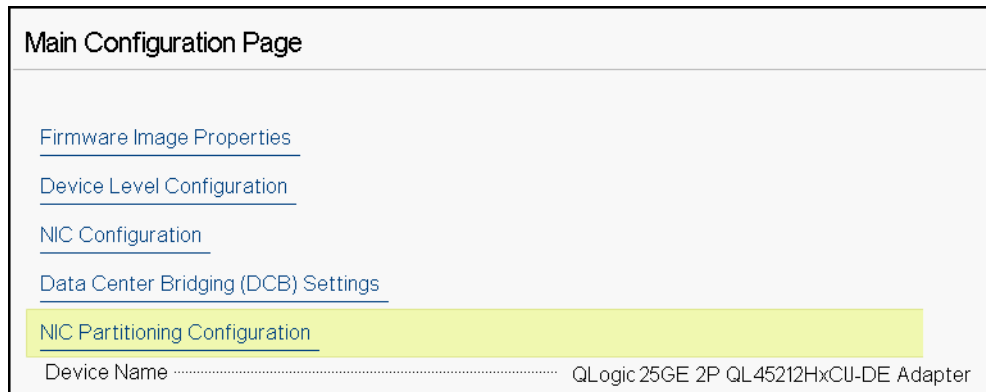 Main Configuration Page
Firmware Image Properties
Device Level Configuration
NIC Configuration
Data Center Bridging (DCB) Settings
NIC Partitioning Configuration
Device Name QLogic 25GE 2P QL45212HxCU-DE Adapter